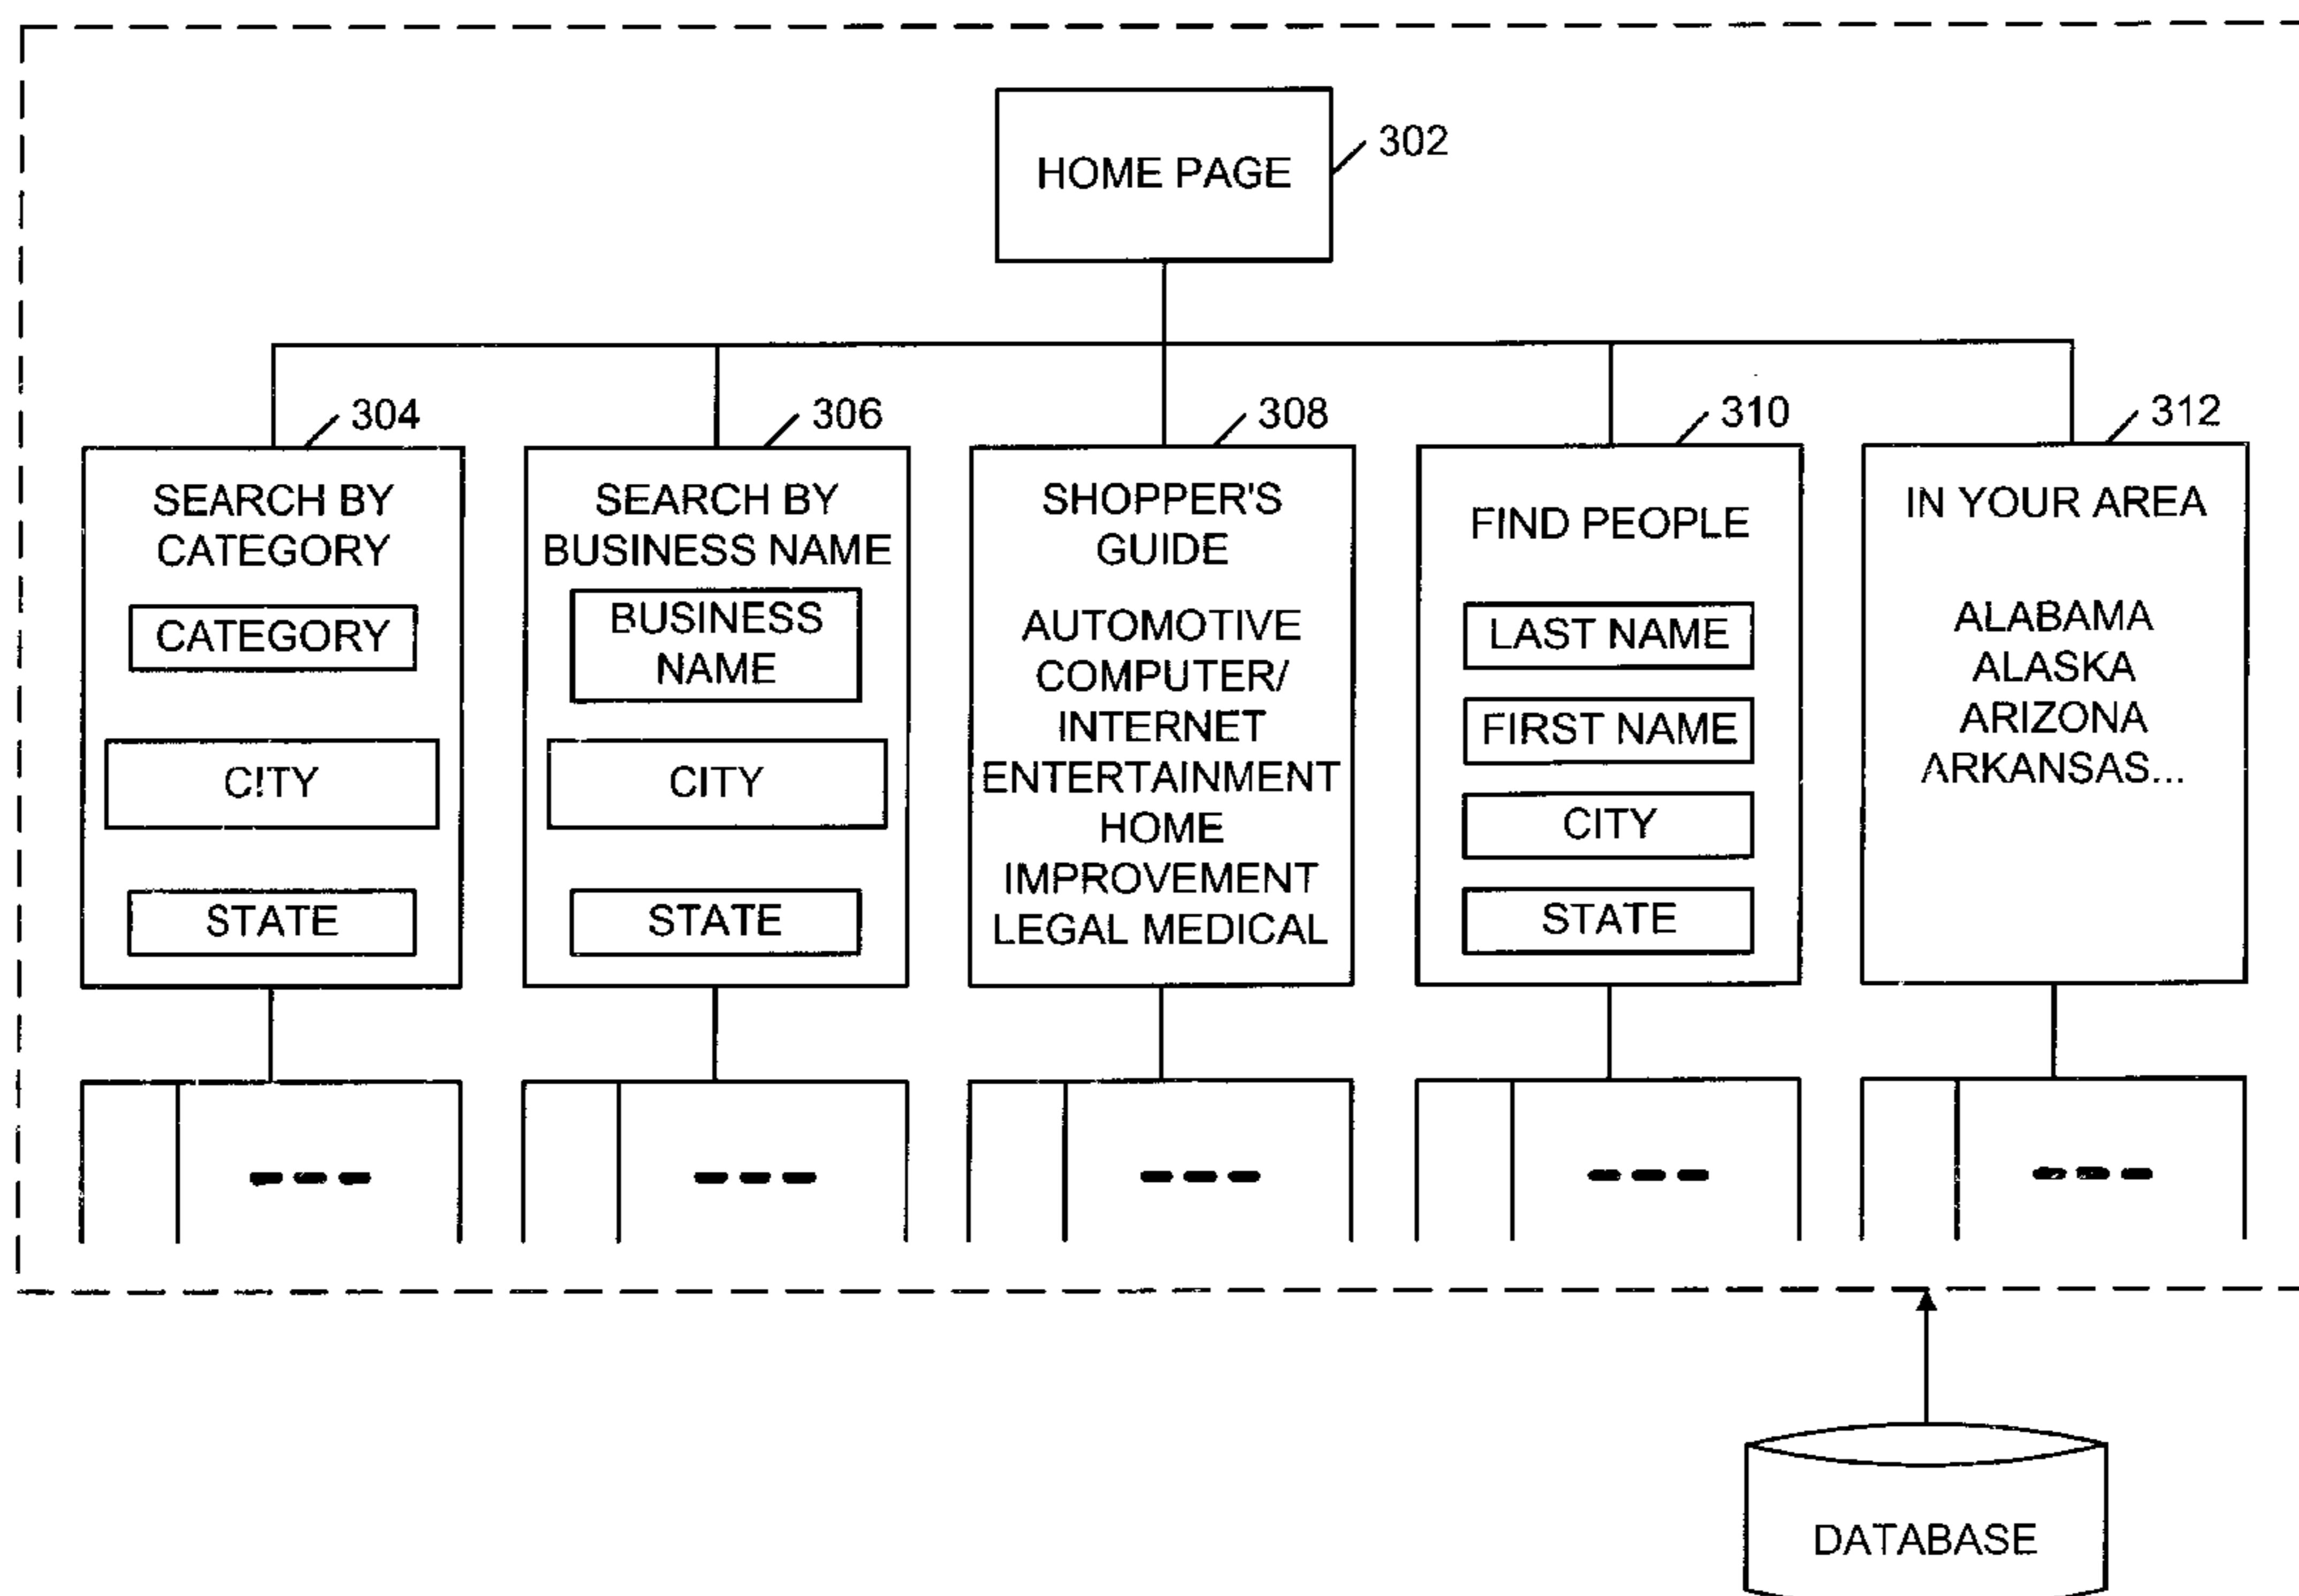 HOME PAGE
302
304
SEARCH BY
CATEGORY
CATEGORY
CITY
STATE
306
SEARCH BY
BUSINESS NAME
BUSINESS
NAME
CITY
STATE
308
SHOPPER'S
GUIDE
AUTOMOTIVE
COMPUTER/
INTERNET
ENTERTAINMENT
HOME
IMPROVEMENT
LEGAL MEDICAL
310
FIND PEOPLE
LAST NAME
FIRST NAME
CITY
STATE
312
IN YOUR AREA
ALABAMA
ALASKA
ARIZONA
ARKANSAS...
DATABASE